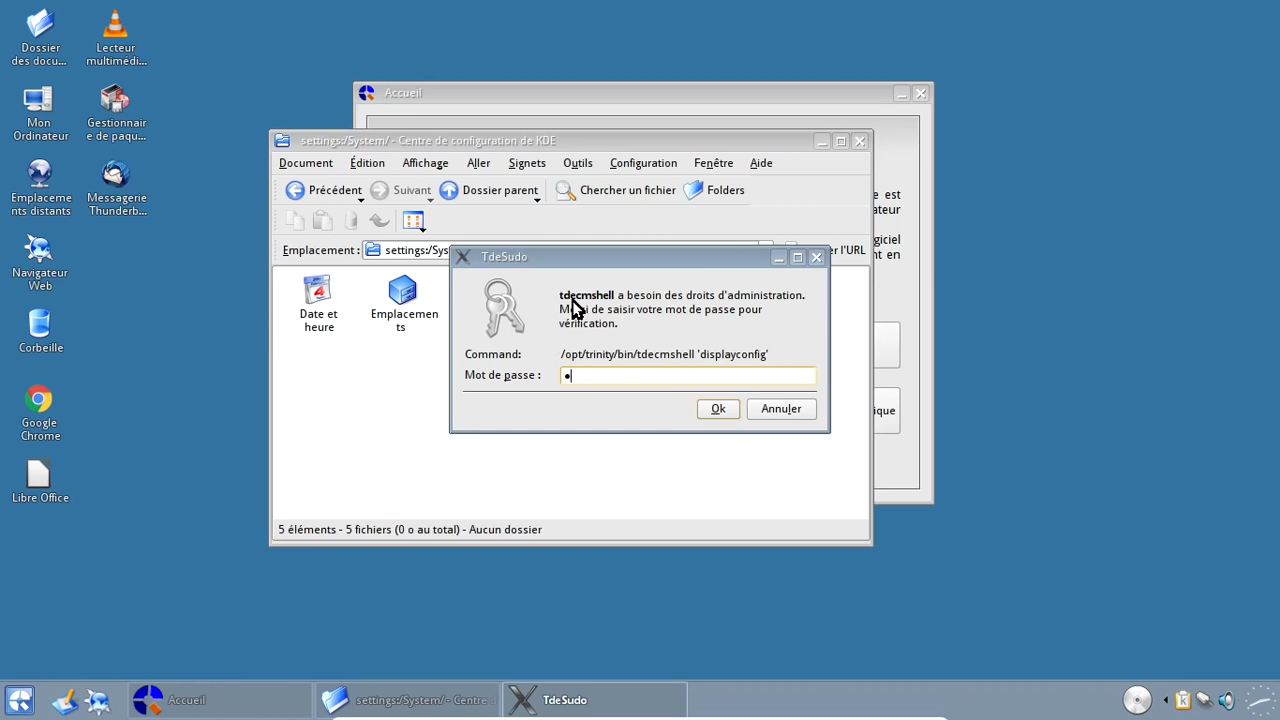 Dossier
des docu...
Lecteur
multimédi...
Mon
Ordinateur
Gestionnair
e de paqu...
Emplaceme
nts distants
Messagerie
Thunderb...
Navigateur
Web
Corbeille
Google
Chrome
Libre Office
Accueil
settings:/System/ - Centre de configuration de KDE
Document Édition Affichage Aller Signets Outils Configuration Fenêtre Aide
Précédent Suivant Dossier parent Chercher un fichier Folders
Emplacement : settings:/Sys
er l'URL
Date et
heure
Emplacemen
ts
5 éléments - 5 fichiers (0 o au total) - Aucun dossier
e est
ateur
giciel
t en
ique
TdeSudo
tdecmshell a besoin des droits d'administration.
de saisir votre mot de passe pour
vérification.
Command: /opt/trinity/bin/tdecmshell 'displayconfig'
Mot de passe : •
Ok Annuler
Accueil settings:/System/ - Centre TdeSudo